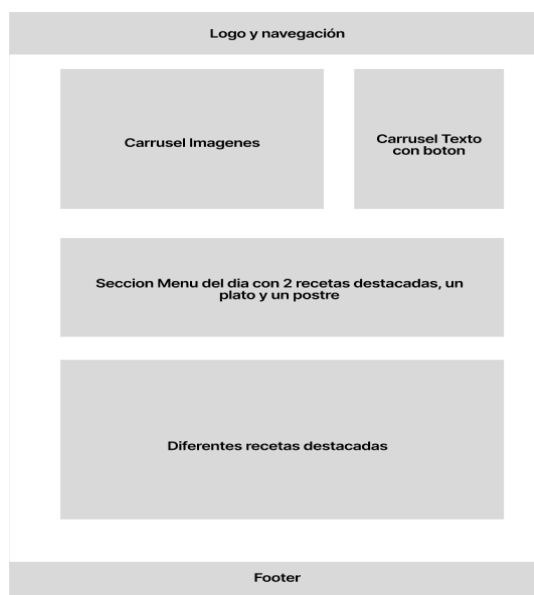 Logo y navegación
Carrusel Imagenes
Carrusel Texto
con boton
Seccion Menu del dia con 2 recetas destacadas, un
plato y un postre
Diferentes recetas destacadas
Footer